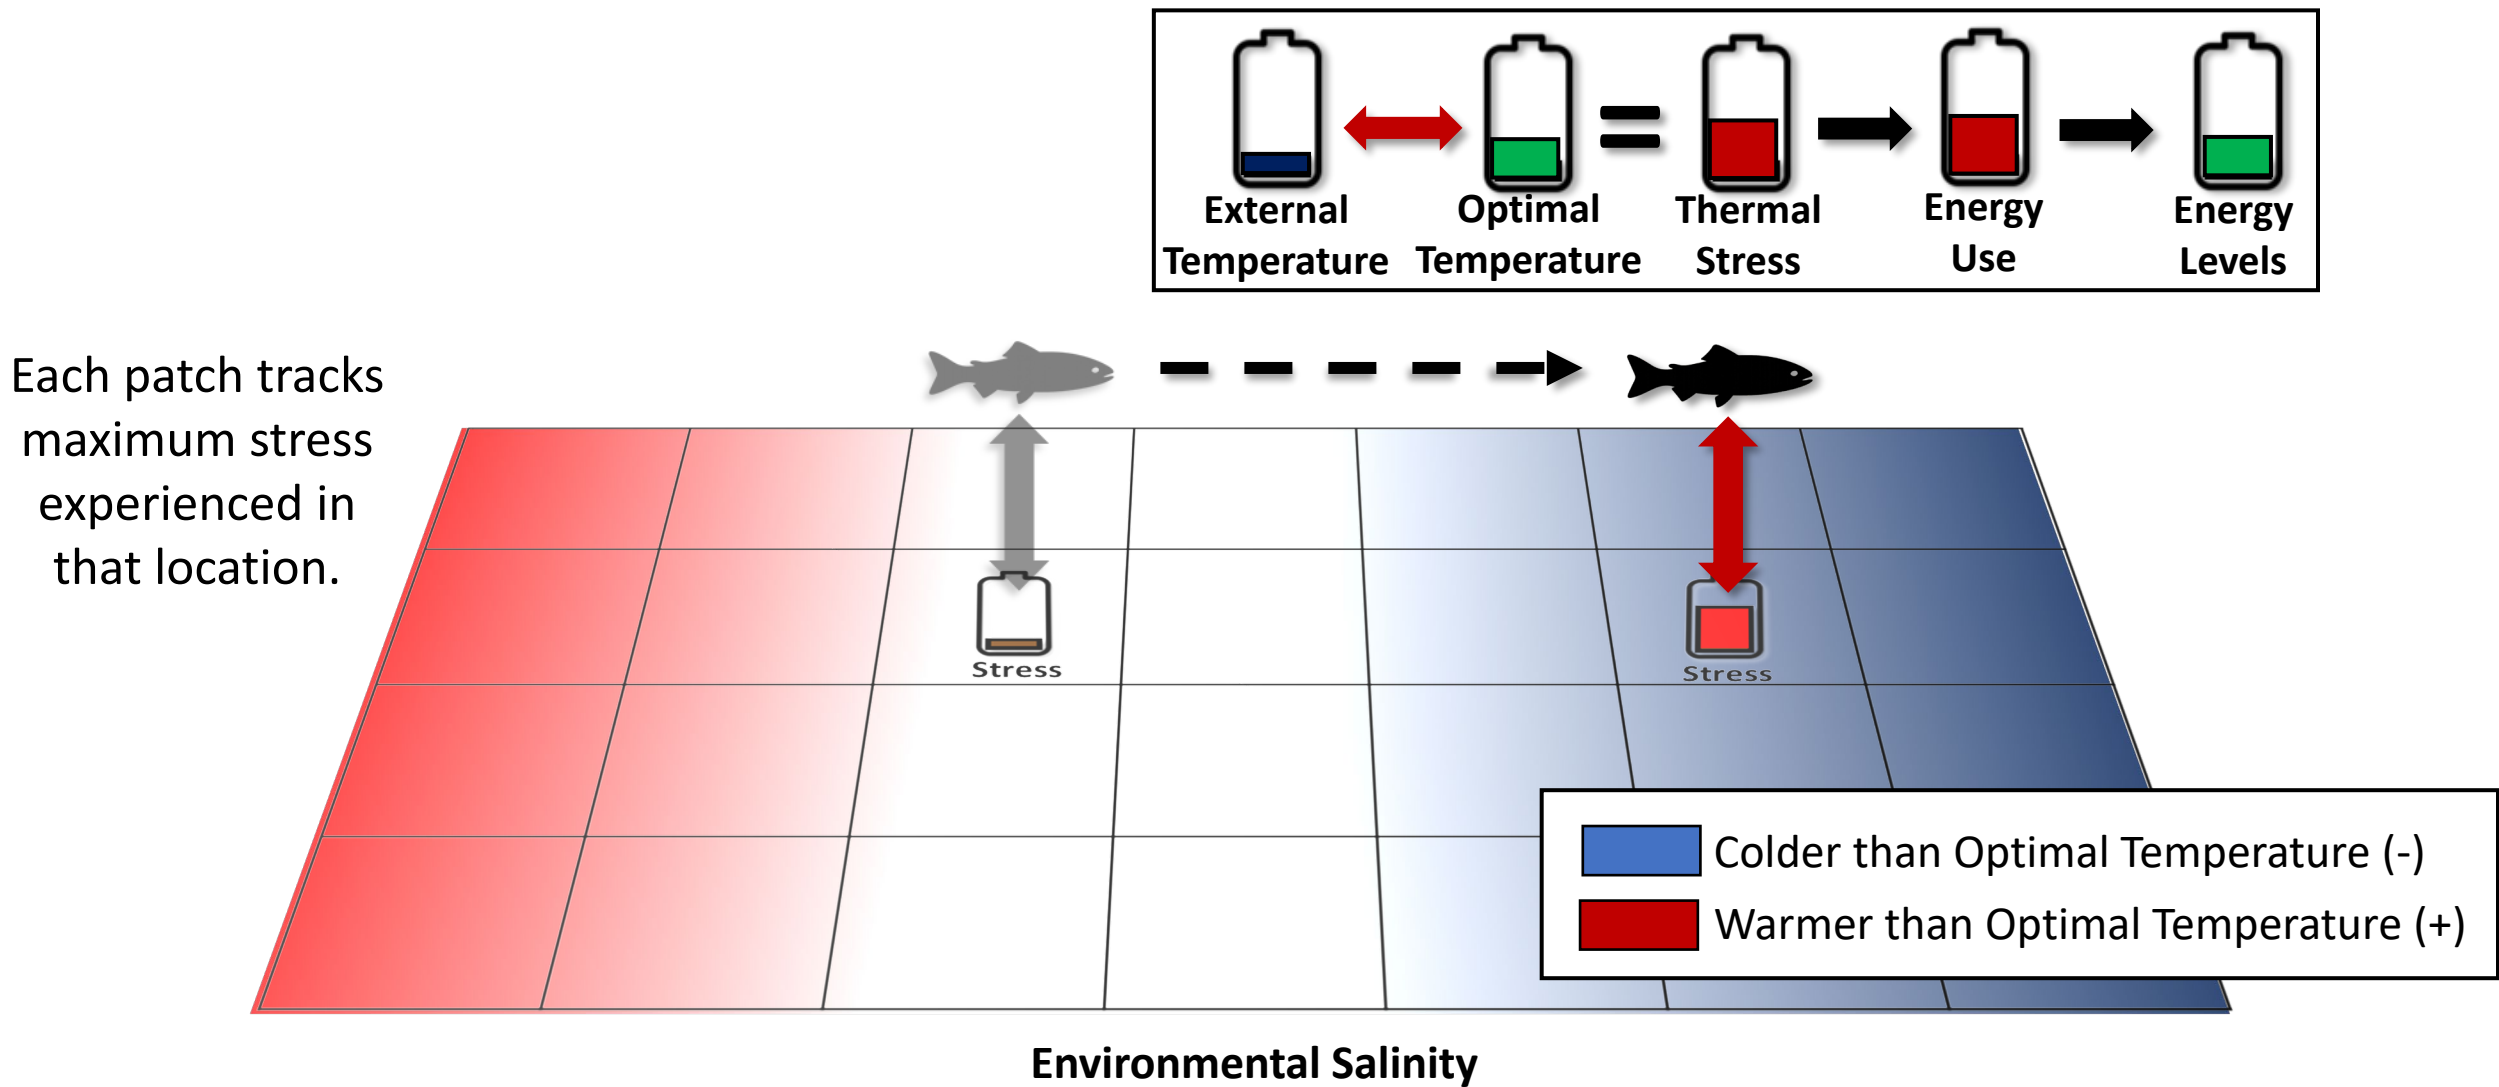 External
Temperature
Optimal
Temperature
Thermal
Stress
Energy
Use
Energy
Levels
Each patch tracks
maximum stress
experienced in
that location.
Stress
Stress
Colder than Optimal Temperature (-)
Warmer than Optimal Temperature (+)
Environmental Salinity